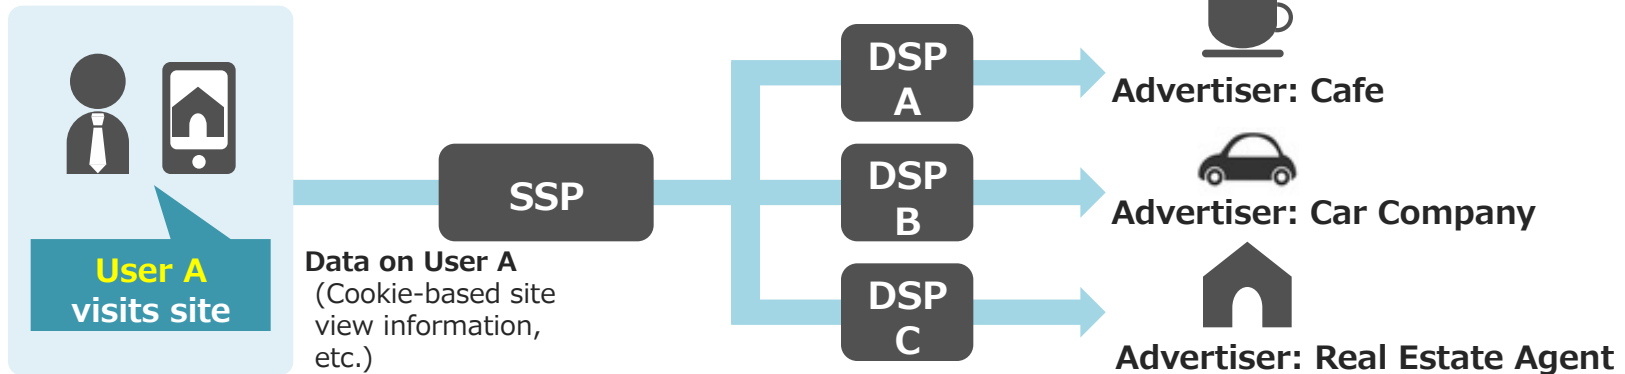 User A
visits site
SSP
Data on User A
(Cookie-based site
view information,
etc.)
DSP
A
Advertiser: Cafe
DSP
B
Advertiser: Car Company
DSP
C
Advertiser: Real Estate Agent